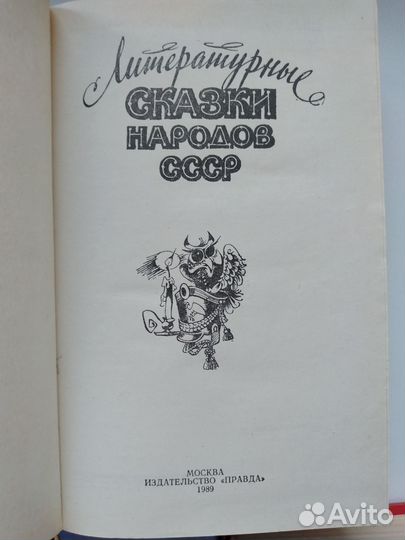 Литературные
СКАЗКИ
НАРОДОВ
СССР
МОСКВА
ИЗДАТЕЛЬСТВО «ПРАВДА»
1989
Avito